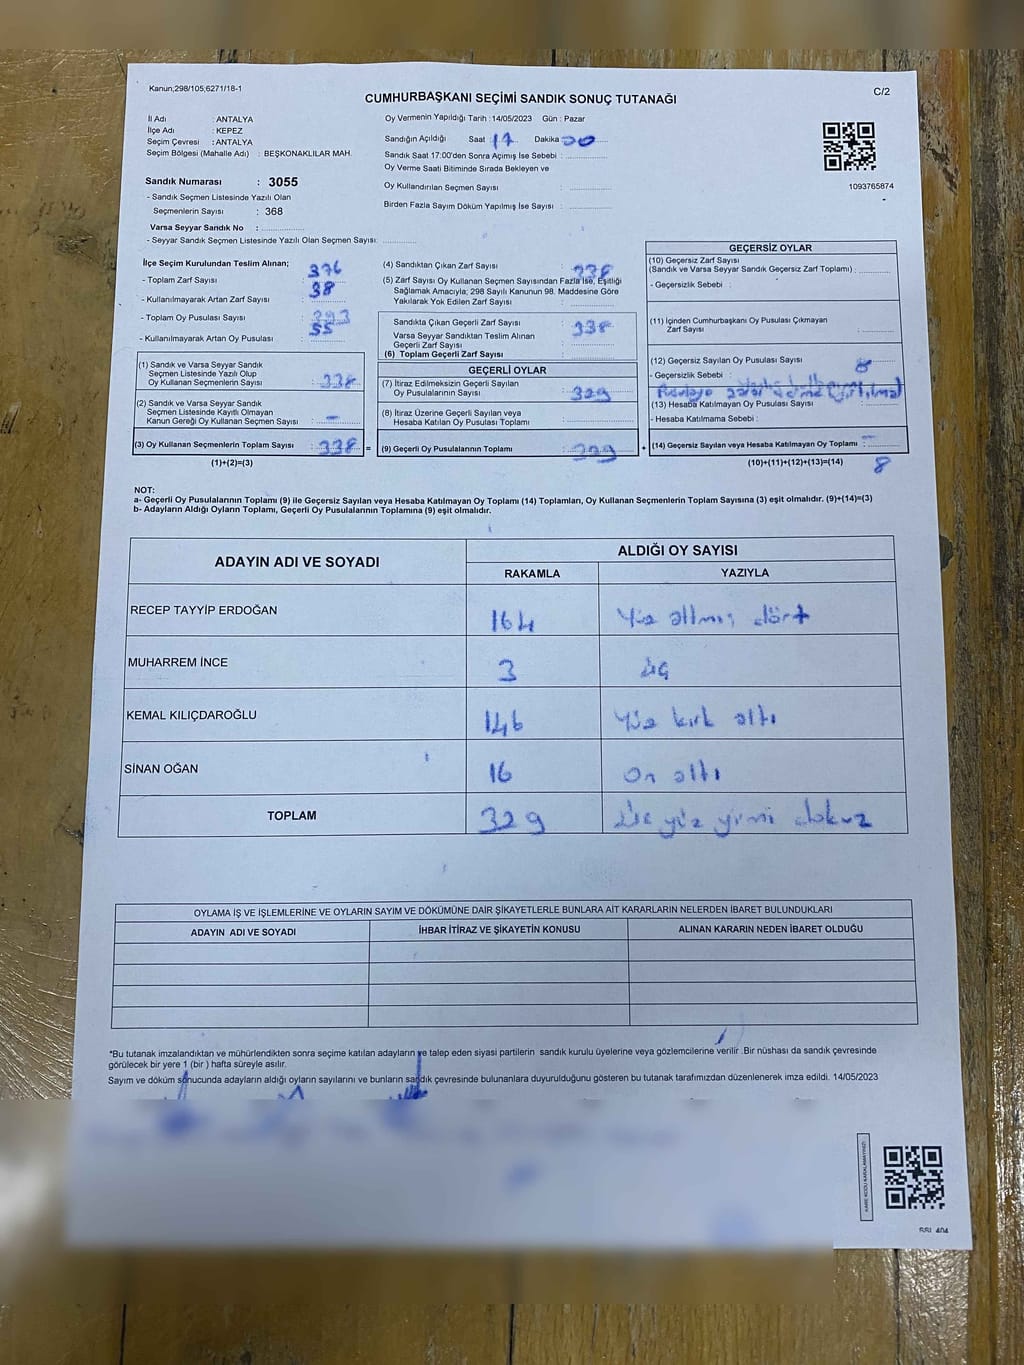 Kanun;298/105,6271/18-1
C/2
CUMHURBAŞKANI SEÇİMİ SANDIK SONUÇ TUTANAĞI
İl Adı : ANTALYA
İlçe Adı : KEPEZ
Seçim Çevresi : ANTALYA
Seçim Bölgesi (Mahalle Adı) : BEŞKONAKLILAR MAH.
Sandık Numarası : 3055
- Sandık Seçmen Listesinde Yazılı Olan
Seçmenlerin Sayısı : 368
Varsa Seyyar Sandık No :
- Seyyar Sandık Seçmen Listesinde Yazılı Olan Seçmen Sayısı:
Oy Vermenin Yapıldığı Tarih :14/05/2023 Gün : Pazar
Sandığın Açıldığı Saat 17 Dakika 00
Sandık Saat 17:00'den Sonra Açımış İse Sebebi :
Oy Verme Saati Bitiminde Sırada Bekleyen ve
Oy Kullandırılan Seçmen Sayısı :
Birden Fazla Sayım Döküm Yapılmış İse Sayısı :
1093765874
İlçe Seçim Kurulundan Teslim Alınan;
- Toplam Zarf Sayısı : 376
- Kullanılmayarak Artan Zarf Sayısı : 38
- Toplam Oy Pusulası Sayısı : 393
- Kullanılmayarak Artan Oy Pusulası : 55
(1) Sandık ve Varsa Seyyar Sandık
Seçmen Listesinde Yazılı Olup
Oy Kullanan Seçmenlerin Sayısı : 338
(2) Sandık ve Varsa Seyyar Sandık
Seçmen Listesinde Kayıtlı Olmayan
Kanun Gereği Oy Kullanan Seçmen Sayısı : -
(3) Oy Kullanan Seçmenlerin Toplam Sayısı : 338 =
(1)+(2)=(3)
(4) Sandıktan Çıkan Zarf Sayısı : 338
(5) Zarf Sayısı Oy Kullanan Seçmen Sayısından Fazla İse, Eşitliği
Sağlamak Amacıyla; 298 Sayılı Kanunun 98. Maddesine Göre
Yakılarak Yok Edilen Zarf Sayısı :
Sandıkta Çıkan Geçerli Zarf Sayısı : 338
Varsa Seyyar Sandıktan Teslim Alınan
Geçerli Zarf Sayısı :
(6) Toplam Geçerli Zarf Sayısı :
GEÇERLİ OYLAR
(7) İtiraz Edilmeksizin Geçerli Sayılan
Oy Pusulalarının Sayısı : 329
(8) İtiraz Üzerine Geçerli Sayılan veya
Hesaba Katılan Oy Pusulası Toplamı :
(9) Geçerli Oy Pusulalarının Toplamı : 329 +
GEÇERSİZ OYLAR
(10) Geçersiz Zarf Sayısı
(Sandık ve Varsa Seyyar Sandık Geçersiz Zarf Toplamı) :
- Geçersizlik Sebebi :
(11) İçinden Cumhurbaşkanı Oy Pusulası Çıkmayan
Zarf Sayısı :
(12) Geçersiz Sayılan Oy Pusulası Sayısı : 8
- Geçersizlik Sebebi :
(13) Hesaba Katılmayan Oy Pusulası Sayısı :
- Hesaba Katılmama Sebebi :
(14) Geçersiz Sayılan veya Hesaba Katılmayan Oy Toplamı : -
(10)+(11)+(12)+(13)=(14) 8
NOT:
a- Geçerli Oy Pusulalarının Toplamı (9) ile Geçersiz Sayılan veya Hesaba Katılmayan Oy Toplamı (14) Toplamları, Oy Kullanan Seçmenlerin Toplam Sayısına (3) eşit olmalıdır. (9)+(14)=(3)
b- Adayların Aldığı Oyların Toplamı, Geçerli Oy Pusulalarının Toplamına (9) eşit olmalıdır.
ADAYIN ADI VE SOYADI
ALDIĞI OY SAYISI
RAKAMLA YAZIYLA
RECEP TAYYİP ERDOĞAN 164 Yüz altmış dört
MUHARREM İNCE 3 üç
KEMAL KILIÇDAROĞLU 146 Yüz kırk altı
SİNAN OĞAN 16 on altı
TOPLAM 329 Üç yüz yirmi dokuz
OYLAMA İŞ VE İŞLEMLERİNE VE OYLARIN SAYIM VE DÖKÜMÜNE DAİR ŞİKAYETLERLE BUNLARA AİT KARARLARIN NELERDEN İBARET BULUNDUKLARI
ADAYIN ADI VE SOYADI İHBAR İTİRAZ VE ŞİKAYETİN KONUSU ALINAN KARARIN NEDEN İBARET OLDUĞU
*Bu tutanak imzalandıktan ve mühürlendikten sonra seçime katılan adayların ve talep eden siyasi partilerin sandık kurulu üyelerine veya gözlemcilerine verilir .Bir nüshası da sandık çevresinde
görülecek bir yere 1 (bir ) hafta süreyle asılır.
Sayım ve döküm sonucunda adayların aldığı oyların sayılarını ve bunların sandık çevresinde bulunanlara duyurulduğunu gösteren bu tutanak tarafımızdan düzenlenerek imza edildi. 14/05/2023
KARE KODU KARALAMAYINIZ!